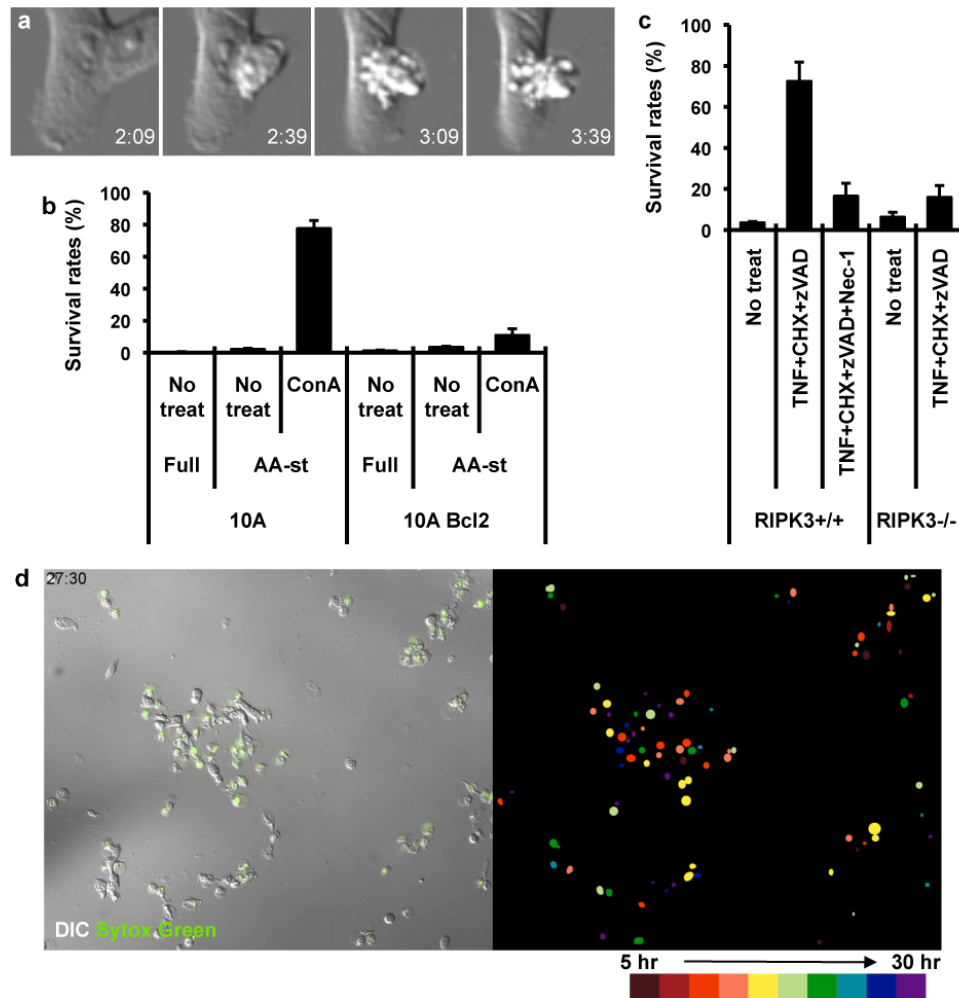 a
2:09
2:39
3:09
3:39
b
Survival rates (%)
100
80
60
40
20
0
No treat
No treat
ConA
No treat
No treat
ConA
Full
AA-st
Full
AA-st
10A
10A Bcl2
c
Survival rates (%)
100
80
60
40
20
0
No treat
TNF+CHX+zVAD
TNF+CHX+zVAD+Nec-1
No treat
TNF+CHX+zVAD
RIPK3+/+
RIPK3-/-
d
27:30
DIC Sytox Green
5 hr
30 hr